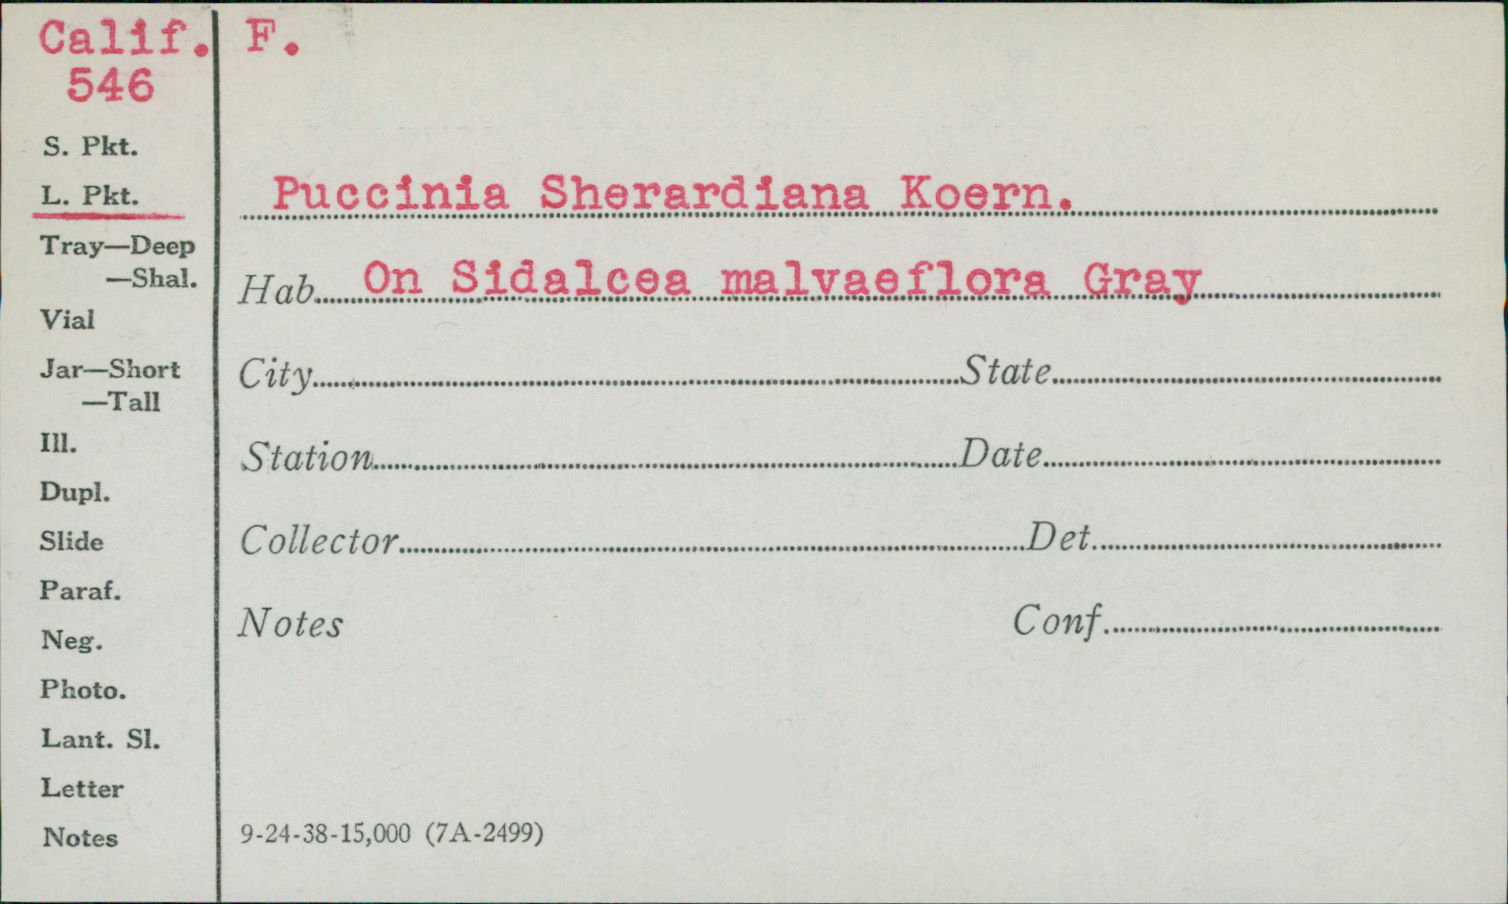 Calif. F.
546
S. Pkt.
L. Pkt.
Puccinia Sherardiana Koern.
Tray—Deep
—Shal.
Hab. On Sidalcea malvaeflora Gray
Vial
Jar—Short
—Tall
City State
Ill.
Station Date
Dupl.
Slide
Collector Det.
Paraf.
Notes Conf.
Neg.
Photo.
Lant. Sl.
Letter
Notes
9-24-38-15,000 (7A-2499)